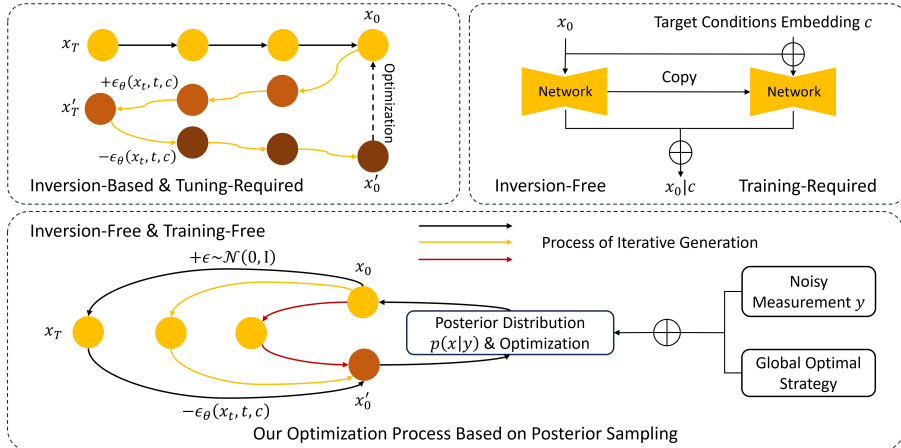 x_T
x_0
+ϵ_θ(x_t, t, c)
x'_T
Optimization
−ϵ_θ(x_t, t, c)
x'_0
Inversion-Based & Tuning-Required
x_0
Target Conditions Embedding c
Network
Copy
Network
Inversion-Free
x_0|c
Training-Required
Inversion-Free & Training-Free
Process of Iterative Generation
+ϵ~𝒩(0, I)
x_0
x_T
Posterior Distribution
p(x|y) & Optimization
Noisy
Measurement y
Global Optimal
Strategy
x'_0
−ϵ_θ(x_t, t, c)
Our Optimization Process Based on Posterior Sampling